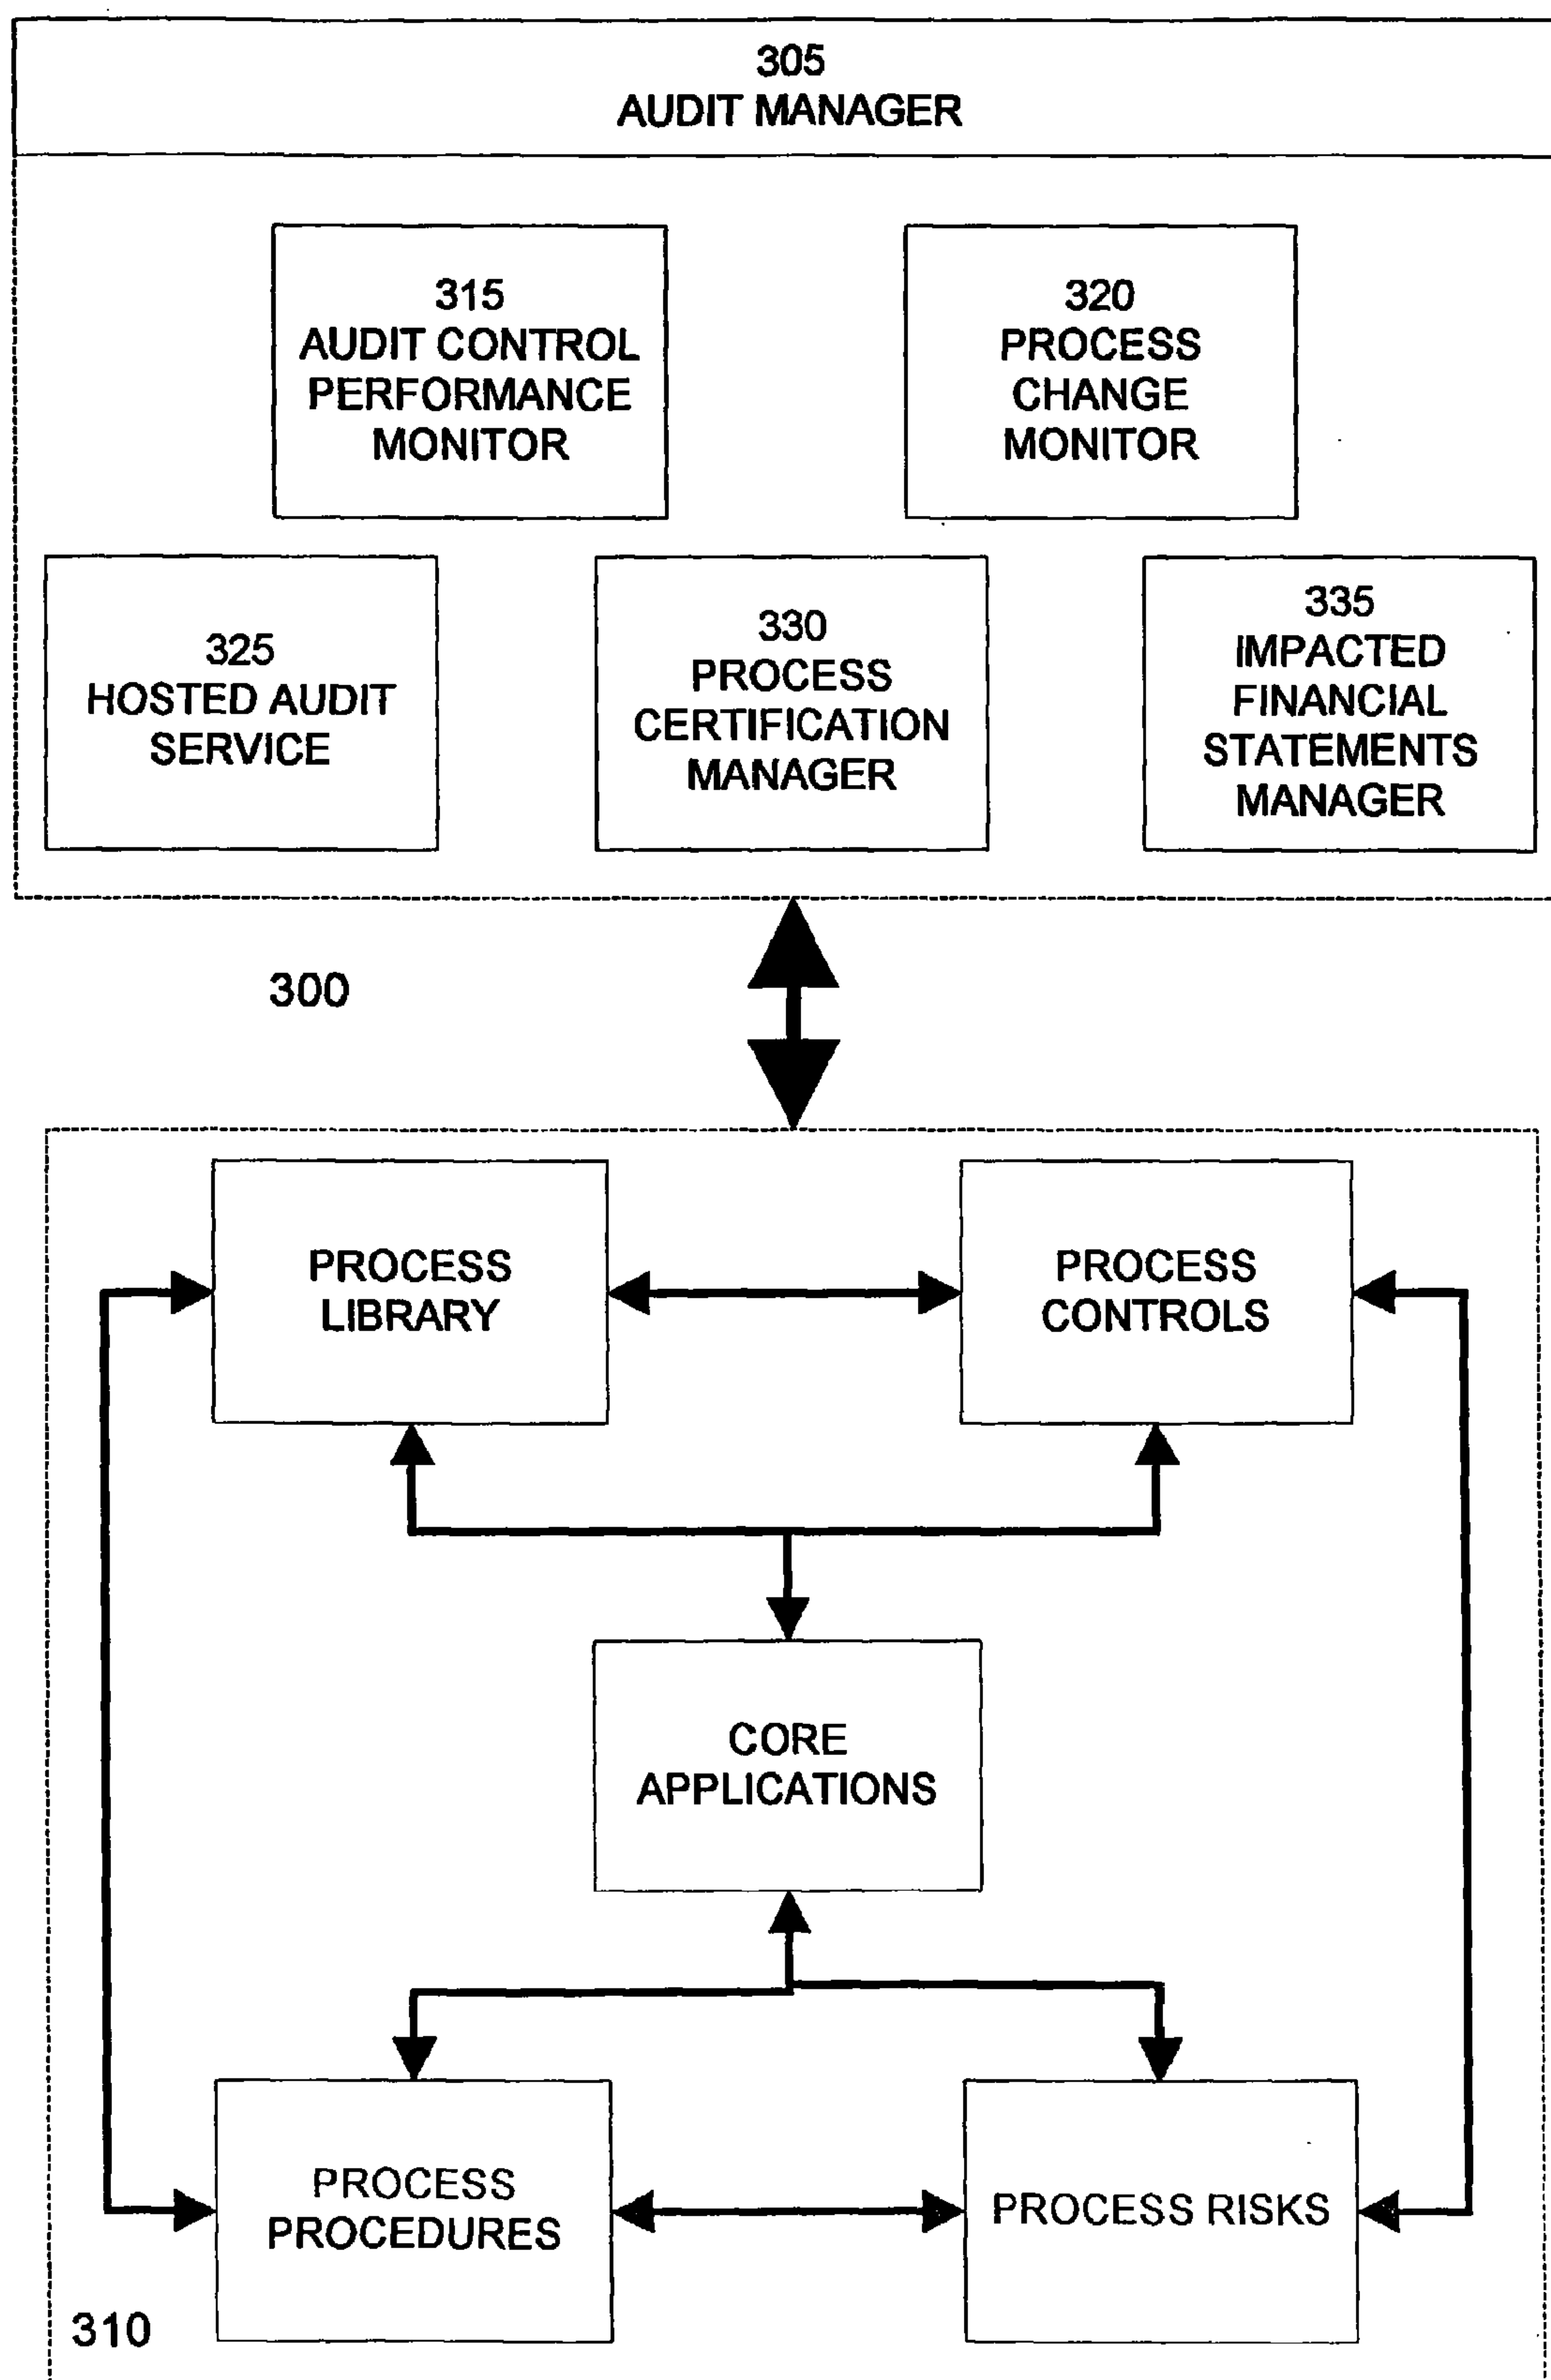 305
AUDIT MANAGER
315
AUDIT CONTROL
PERFORMANCE
MONITOR
320
PROCESS
CHANGE
MONITOR
325
HOSTED AUDIT
SERVICE
330
PROCESS
CERTIFICATION
MANAGER
335
IMPACTED
FINANCIAL
STATEMENTS
MANAGER
300
PROCESS
LIBRARY
PROCESS
CONTROLS
CORE
APPLICATIONS
PROCESS
PROCEDURES
PROCESS RISKS
310